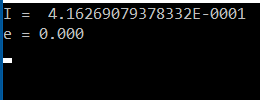 I =  4.16269079378332E-0001
e = 0.000